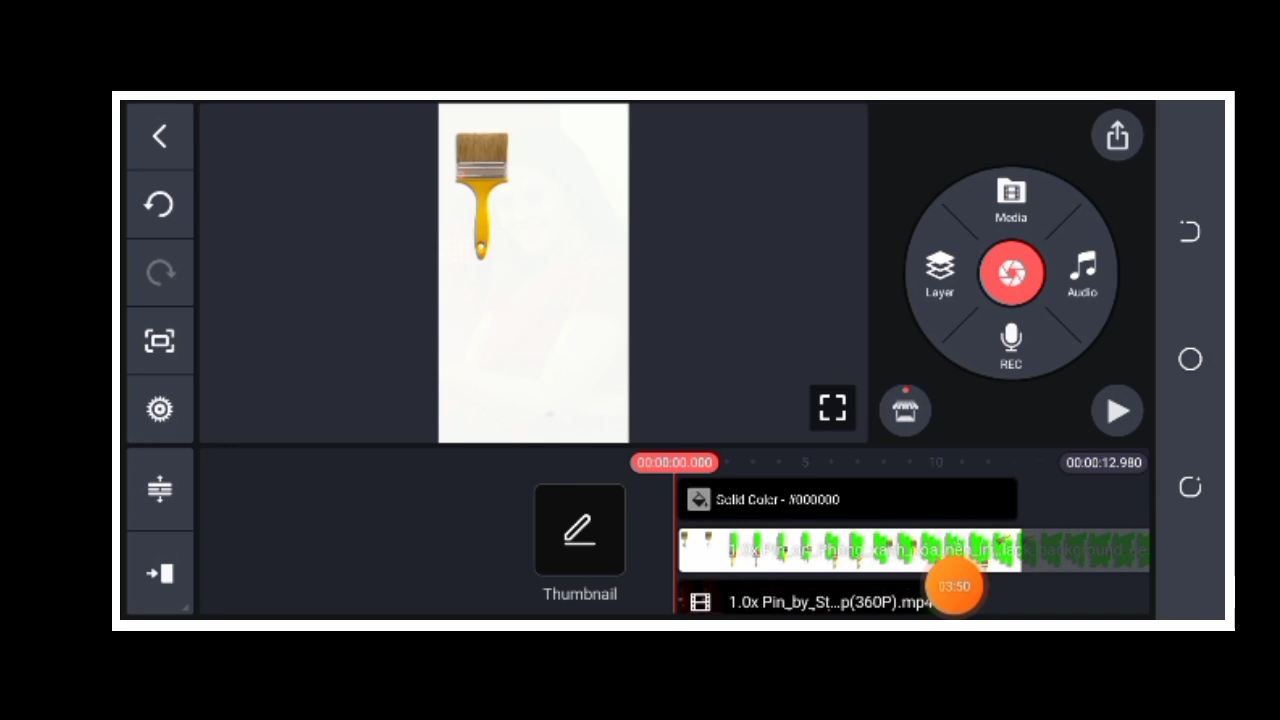 Media
Layer
Audio
REC
00:00:00.000
5
10
00:00:12.980
Solid Color - #000000
Thumbnail
03:50
1.0x Pin_by_St...p(360P).mp4